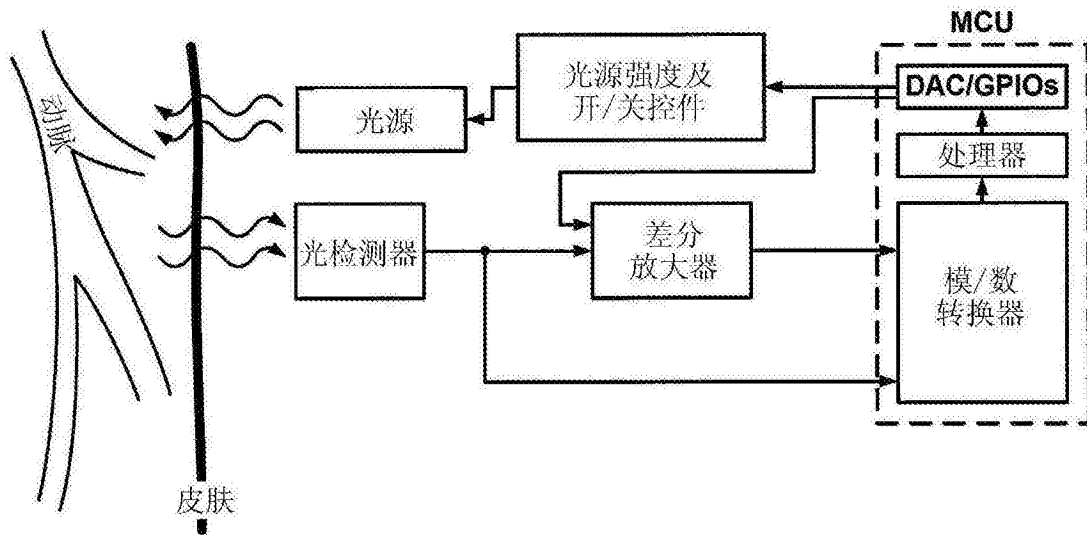 MCU
动脉
光源
光源强度及
开/关控件
DAC/GPIOs
处理器
光检测器
差分
放大器
模/数
转换器
皮肤